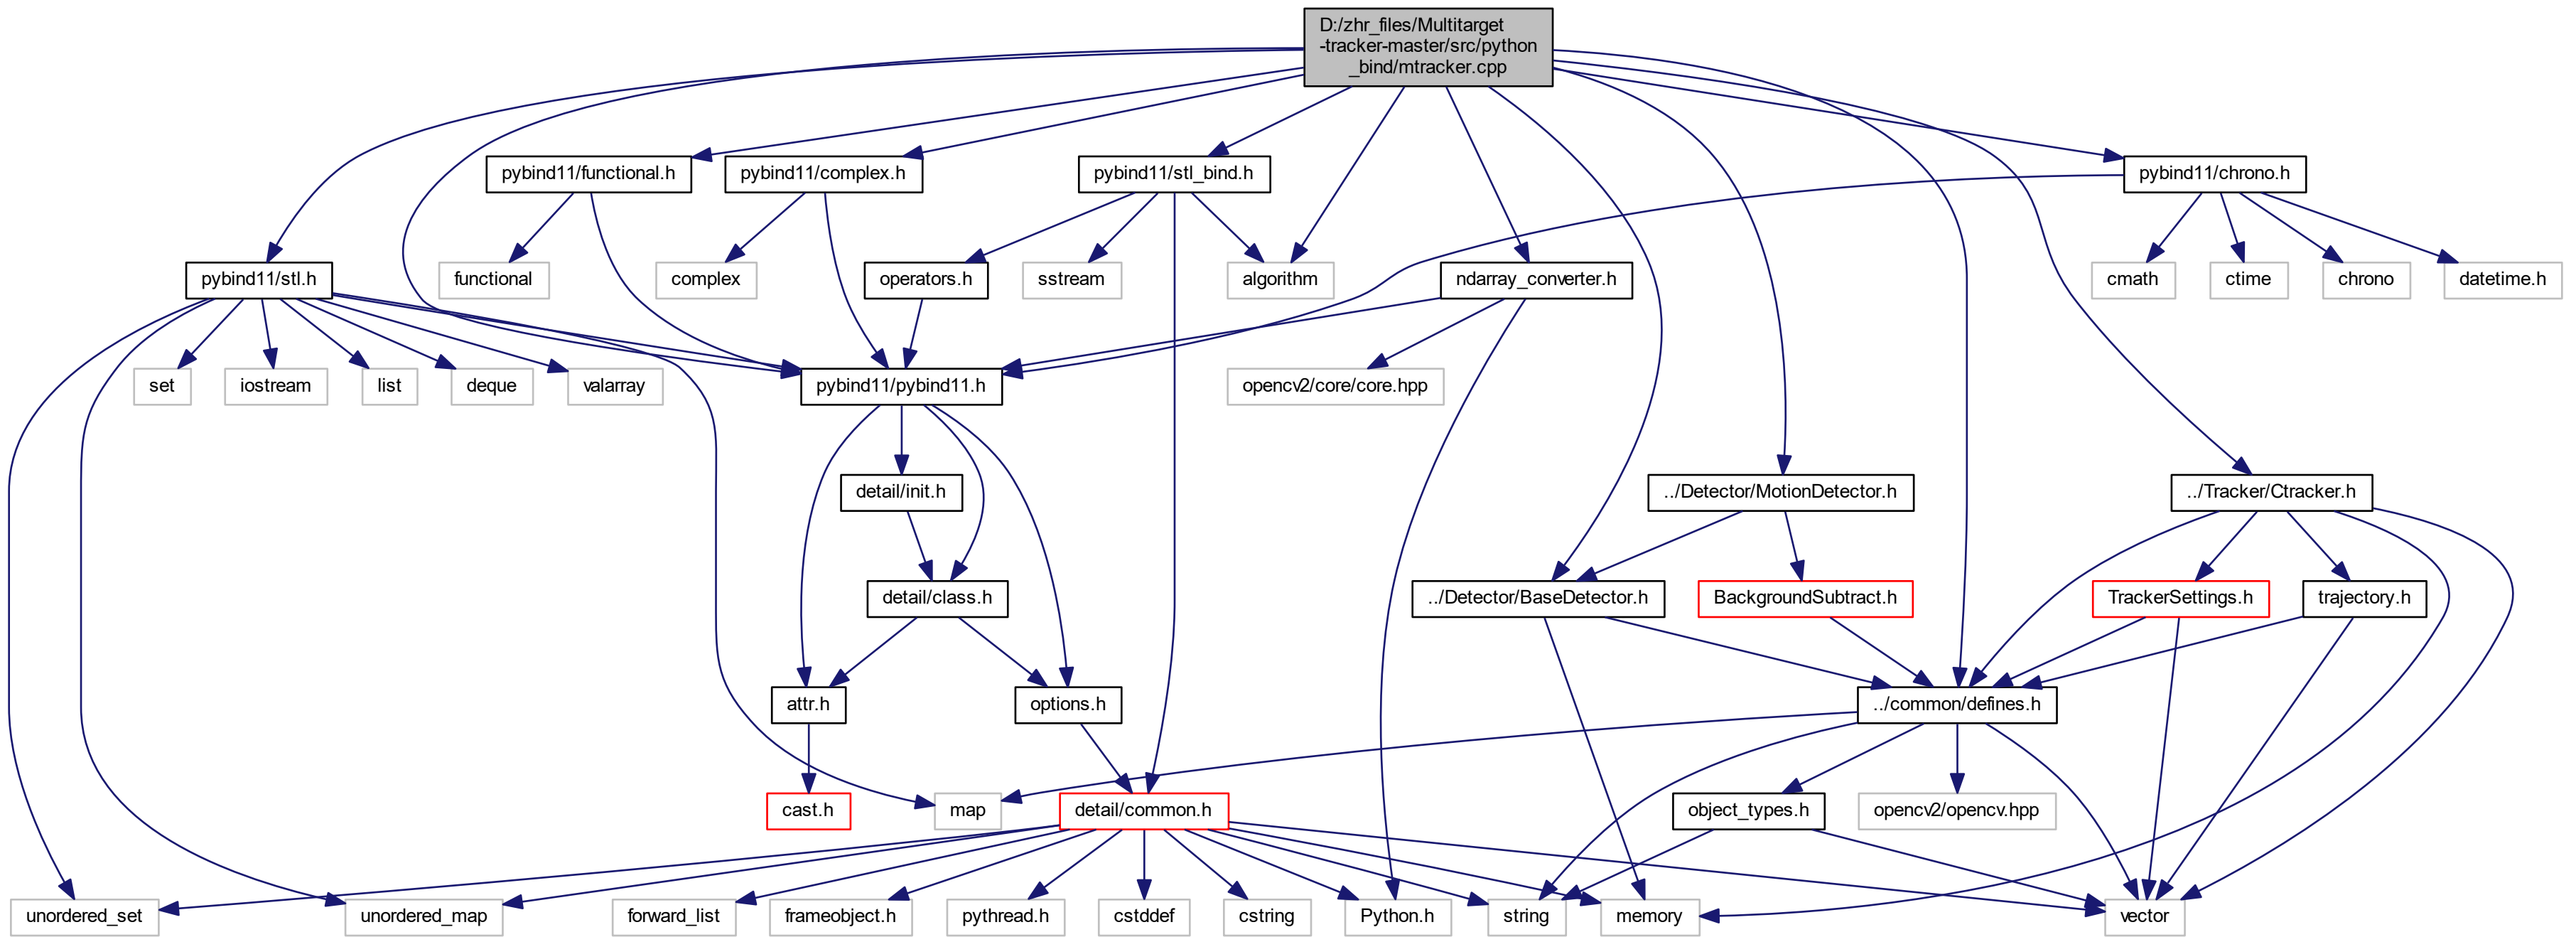 D:/zhr_files/Multitarget
-tracker-master/src/python
_bind/mtracker.cpp
pybind11/functional.h
pybind11/complex.h
pybind11/stl_bind.h
pybind11/chrono.h
pybind11/stl.h
functional
complex
operators.h
sstream
algorithm
ndarray_converter.h
cmath
ctime
chrono
datetime.h
set
iostream
list
deque
valarray
pybind11/pybind11.h
opencv2/core/core.hpp
detail/init.h
../Detector/MotionDetector.h
../Tracker/Ctracker.h
detail/class.h
../Detector/BaseDetector.h
BackgroundSubtract.h
TrackerSettings.h
trajectory.h
attr.h
options.h
../common/defines.h
cast.h
map
detail/common.h
object_types.h
opencv2/opencv.hpp
unordered_set
unordered_map
forward_list
frameobject.h
pythread.h
cstddef
cstring
Python.h
string
memory
vector